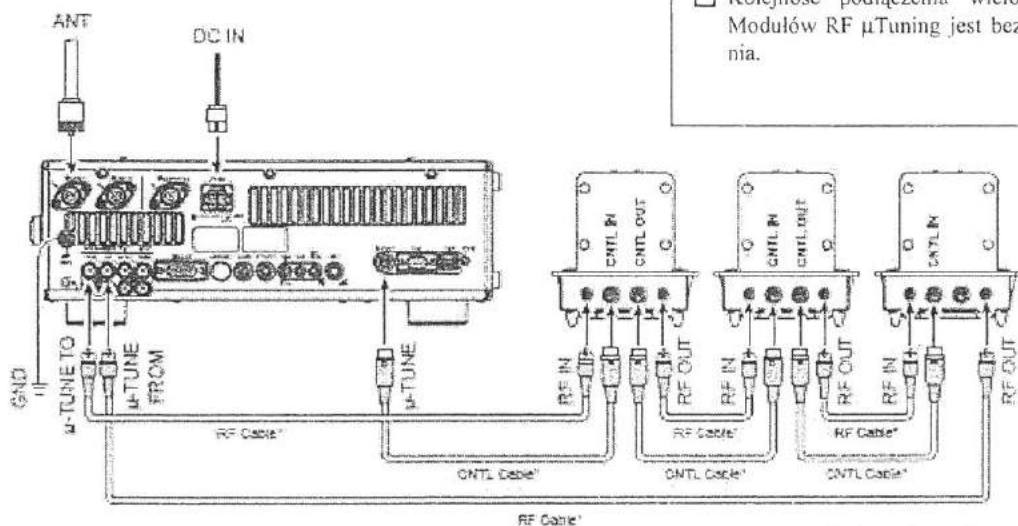 Kolejność podłączenia wielo
Modułów RF μTuning jest bez
nia.
ANT
DC IN
CNTL IN
CNTL OUT
CNTL IN
CNTL OUT
CNTL IN
GND
μ-TUNE TO
μ-TUNE FROM
μ-TUNE
RF IN
RF OUT
RF IN
RF OUT
RF IN
RF OUT
RF Cable*
RF Cable*
RF Cable*
CNTL Cable*
CNTL Cable*
CNTL Cable*
RF Cable*